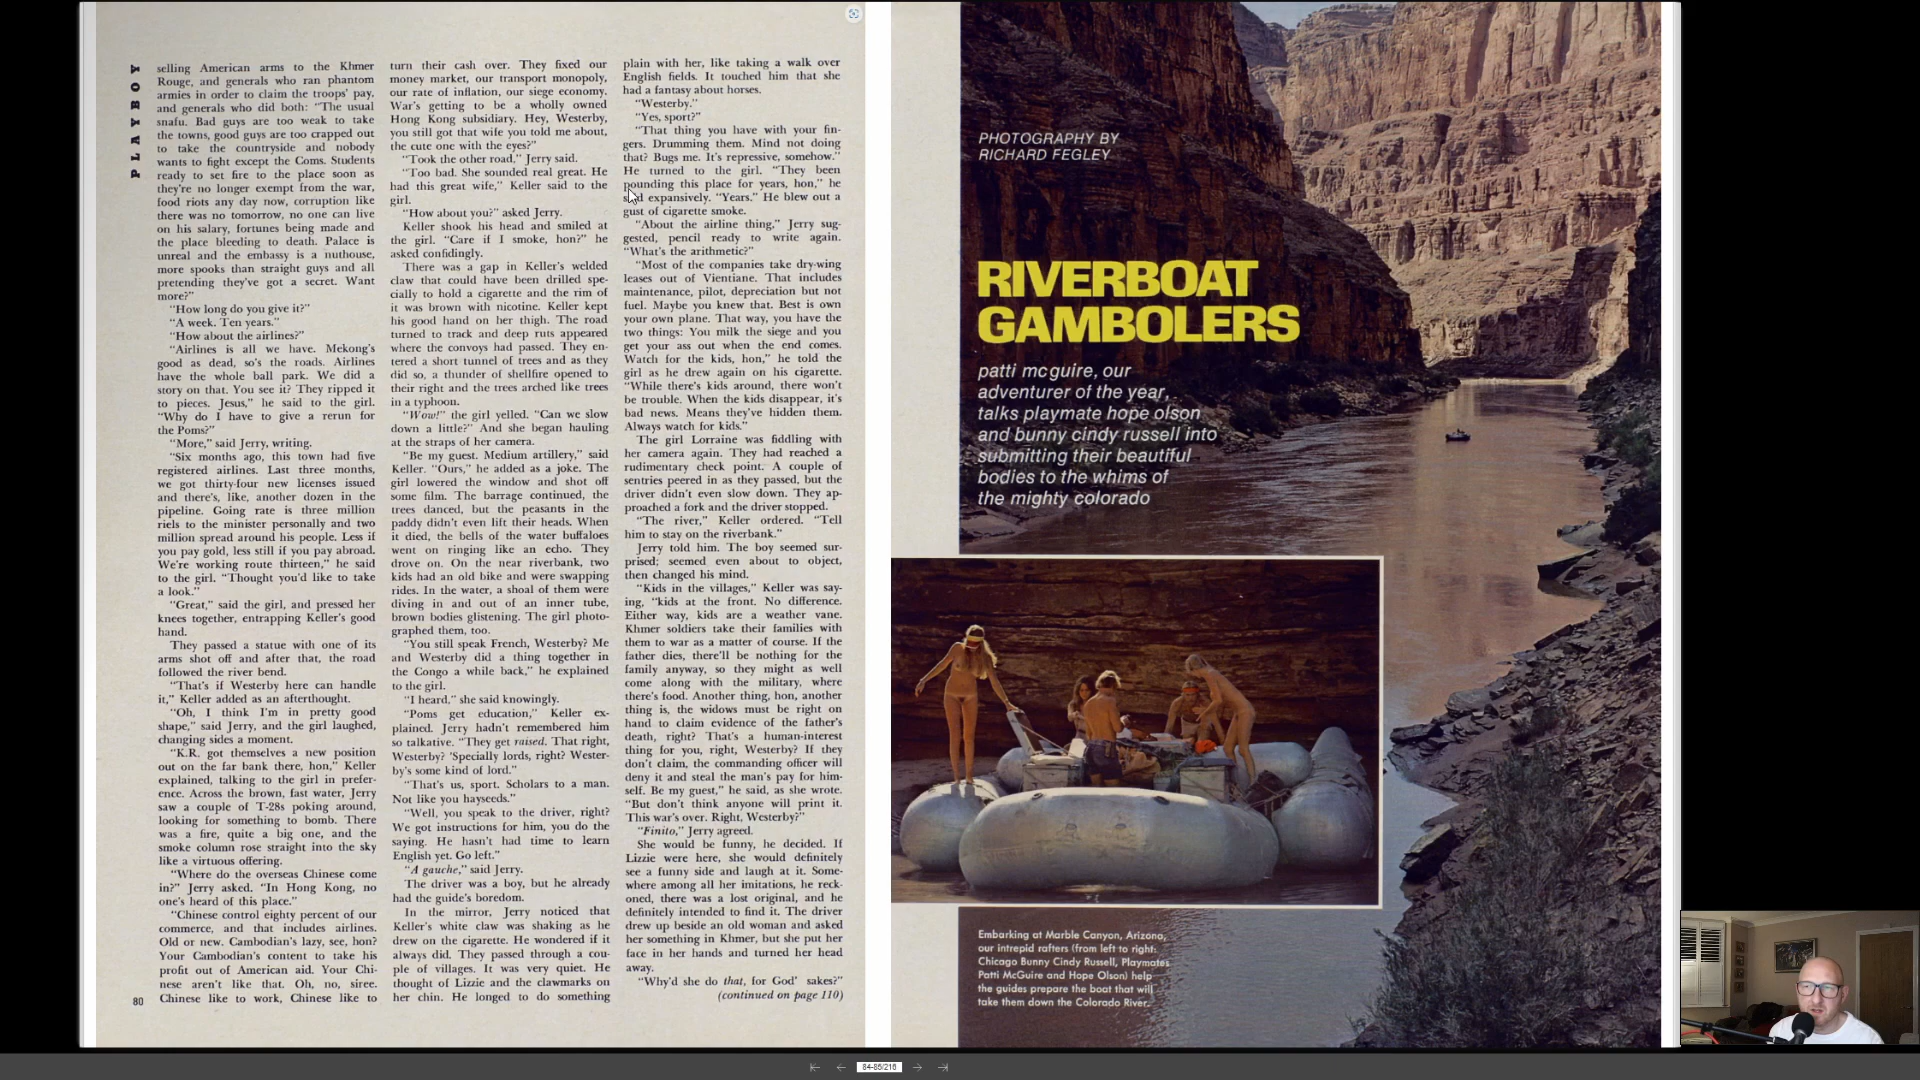 PLAYBOY
selling American arms to the Khmer
Rouge, and generals who ran phantom
armies in order to claim the troops' pay,
and generals who did both: "The usual
snafu. Bad guys are too weak to take
the towns, good guys are too crapped out
to take the countryside and nobody
wants to fight except the Coms. Students
ready to set fire to the place soon as
they're no longer exempt from the war,
food riots any day now, corruption like
there was no tomorrow, no one can live
on his salary, fortunes being made and
the place bleeding to death. Palace is
unreal and the embassy is a nuthouse,
more spooks than straight guys and all
pretending they've got a secret. Want
more?"
"How long do you give it?"
"A week. Ten years."
"How about the airlines?"
"Airlines is all we have. Mekong's
good as dead, so's the roads. Airlines
have the whole ball park. We did a
story on that. You see it? They ripped it
to pieces. Jesus," he said to the girl.
"Why do I have to give a rerun for
the Poms?"
"More," said Jerry, writing.
"Six months ago, this town had five
registered airlines. Last three months,
we got thirty-four new licenses issued
and there's, like, another dozen in the
pipeline. Going rate is three million
riels to the minister personally and two
million spread around his people. Less if
you pay gold, less still if you pay abroad.
We're working route thirteen," he said
to the girl. "Thought you'd like to take
a look."
"Great," said the girl, and pressed her
knees together, entrapping Keller's good
hand.
They passed a statue with one of its
arms shot off and after that, the road
followed the river bend.
"That's if Westerby here can handle
it," Keller added as an afterthought.
"Oh, I think I'm in pretty good
shape," said Jerry, and the girl laughed,
changing sides a moment.
"K.R. got themselves a new position
out on the far bank there, hon," Keller
explained, talking to the girl in prefer-
ence. Across the brown, fast water, Jerry
saw a couple of T-28s poking around,
looking for something to bomb. There
was a fire, quite a big one, and the
smoke column rose straight into the sky
like a virtuous offering.
"Where do the overseas Chinese come
in?" Jerry asked. "In Hong Kong, no
one's heard of this place."
"Chinese control eighty percent of our
commerce, and that includes airlines.
Old or new. Cambodian's lazy, see, hon?
Your Cambodian's content to take his
profit out of American aid. Your Chi-
nese aren't like that. Oh, no, siree.
Chinese like to work, Chinese like to
80
turn their cash over. They fixed our
money market, our transport monopoly,
our rate of inflation, our siege economy.
War's getting to be a wholly owned
Hong Kong subsidiary. Hey, Westerby,
you still got that wife you told me about,
the cute one with the eyes?"
"Took the other road," Jerry said.
"Too bad. She sounded real great. He
had this great wife," Keller said to the
girl.
"How about you?" asked Jerry.
Keller shook his head and smiled at
the girl. "Care if I smoke, hon?" he
asked confidingly.
There was a gap in Keller's welded
claw that could have been drilled spe-
cially to hold a cigarette and the rim of
it was brown with nicotine. Keller kept
his good hand on her thigh. The road
turned to track and deep ruts appeared
where the convoys had passed. They en-
tered a short tunnel of trees and as they
did so, a thunder of shellfire opened to
their right and the trees arched like trees
in a typhoon.
"Wow!" the girl yelled. "Can we slow
down a little?" And she began hauling
at the straps of her camera.
"Be my guest. Medium artillery," said
Keller. "Ours," he added as a joke. The
girl lowered the window and shot off
some film. The barrage continued, the
trees danced, but the peasants in the
paddy didn't even lift their heads. When
it died, the bells of the water buffaloes
went on ringing like an echo. They
drove on. On the near riverbank, two
kids had an old bike and were swapping
rides. In the water, a shoal of them were
diving in and out of an inner tube,
brown bodies glistening. The girl photo-
graphed them, too.
"You still speak French, Westerby? Me
and Westerby did a thing together in
the Congo a while back," he explained
to the girl.
"I heard," she said knowingly.
"Poms get education," Keller ex-
plained. Jerry hadn't remembered him
so talkative. "They get raised. That right,
Westerby? 'Specially lords, right? Wester-
by's some kind of lord."
"That's us, sport. Scholars to a man.
Not like you hayseeds."
"Well, you speak to the driver, right?
We got instructions for him, you do the
saying. He hasn't had time to learn
English yet. Go left."
"A gauche," said Jerry.
The driver was a boy, but he already
had the guide's boredom.
In the mirror, Jerry noticed that
Keller's white claw was shaking as he
drew on the cigarette. He wondered if it
always did. They passed through a cou-
ple of villages. It was very quiet. He
thought of Lizzie and the clawmarks on
her chin. He longed to do something
plain with her, like taking a walk over
English fields. It touched him that she
had a fantasy about horses.
"Westerby."
"Yes, sport?"
"That thing you have with your fin-
gers. Drumming them. Mind not doing
that? Bugs me. It's repressive, somehow."
He turned to the girl. "They been
pounding this place for years, hon," he
said expansively. "Years." He blew out a
gust of cigarette smoke.
"About the airline thing," Jerry sug-
gested, pencil ready to write again.
"What's the arithmetic?"
"Most of the companies take dry-wing
leases out of Vientiane. That includes
maintenance, pilot, depreciation but not
fuel. Maybe you knew that. Best is own
your own plane. That way, you have the
two things: You milk the siege and you
get your ass out when the end comes.
Watch for the kids, hon," he told the
girl as he drew again on his cigarette.
"While there's kids around, there won't
be trouble. When the kids disappear, it's
bad news. Means they've hidden them.
Always watch for kids."
The girl Lorraine was fiddling with
her camera again. They had reached a
rudimentary check point. A couple of
sentries peered in as they passed, but the
driver didn't even slow down. They ap-
proached a fork and the driver stopped.
"The river," Keller ordered. "Tell
him to stay on the riverbank."
Jerry told him. The boy seemed sur-
prised; seemed even about to object,
then changed his mind.
"Kids in the villages," Keller was say-
ing, "kids at the front. No difference.
Either way, kids are a weather vane.
Khmer soldiers take their families with
them to war as a matter of course. If the
father dies, there'll be nothing for the
family anyway, so they might as well
come along with the military, where
there's food. Another thing, hon, another
thing is, the widows must be right on
hand to claim evidence of the father's
death, right? That's a human-interest
thing for you, right, Westerby? If they
don't claim, the commanding officer will
deny it and steal the man's pay for him-
self. Be my guest," he said, as she wrote.
"But don't think anyone will print it.
This war's over. Right, Westerby?"
"Finito," Jerry agreed.
She would be funny, he decided. If
Lizzie were here, she would definitely
see a funny side and laugh at it. Some-
where among all her imitations, he reck-
oned, there was a lost original, and he
definitely intended to find it. The driver
drew up beside an old woman and asked
her something in Khmer, but she put her
face in her hands and turned her head
away.
"Why'd she do that, for God' sakes?"
(continued on page 110)
PHOTOGRAPHY BY
RICHARD FEGLEY
RIVERBOAT
GAMBOLERS
patti mcguire, our
adventurer of the year,
talks playmate hope olson
and bunny cindy russell into
submitting their beautiful
bodies to the whims of
the mighty colorado
Embarking at Marble Canyon, Arizona,
our intrepid rafters (from left to right:
Chicago Bunny Cindy Russell, Playmates
Patti McGuire and Hope Olson) help
the guides prepare the boat that will
take them down the Colorado River.
84-85/216